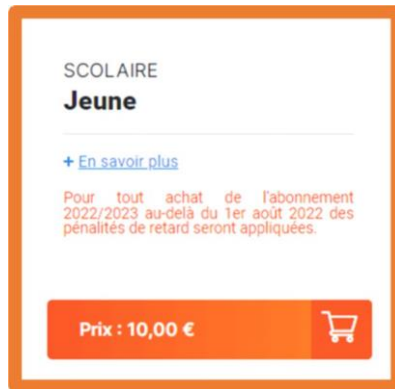 SCOLAIRE
Jeune
+ En savoir plus
Pour tout achat de l'abonnement
2022/2023 au-delà du 1er août 2022 des
pénalités de retard seront appliquées.
Prix : 10,00 €